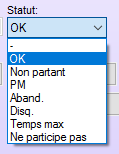 Statut:
OK
-
OK
Non partant
PM
Aband.
Disq.
Temps max
Ne participe pas